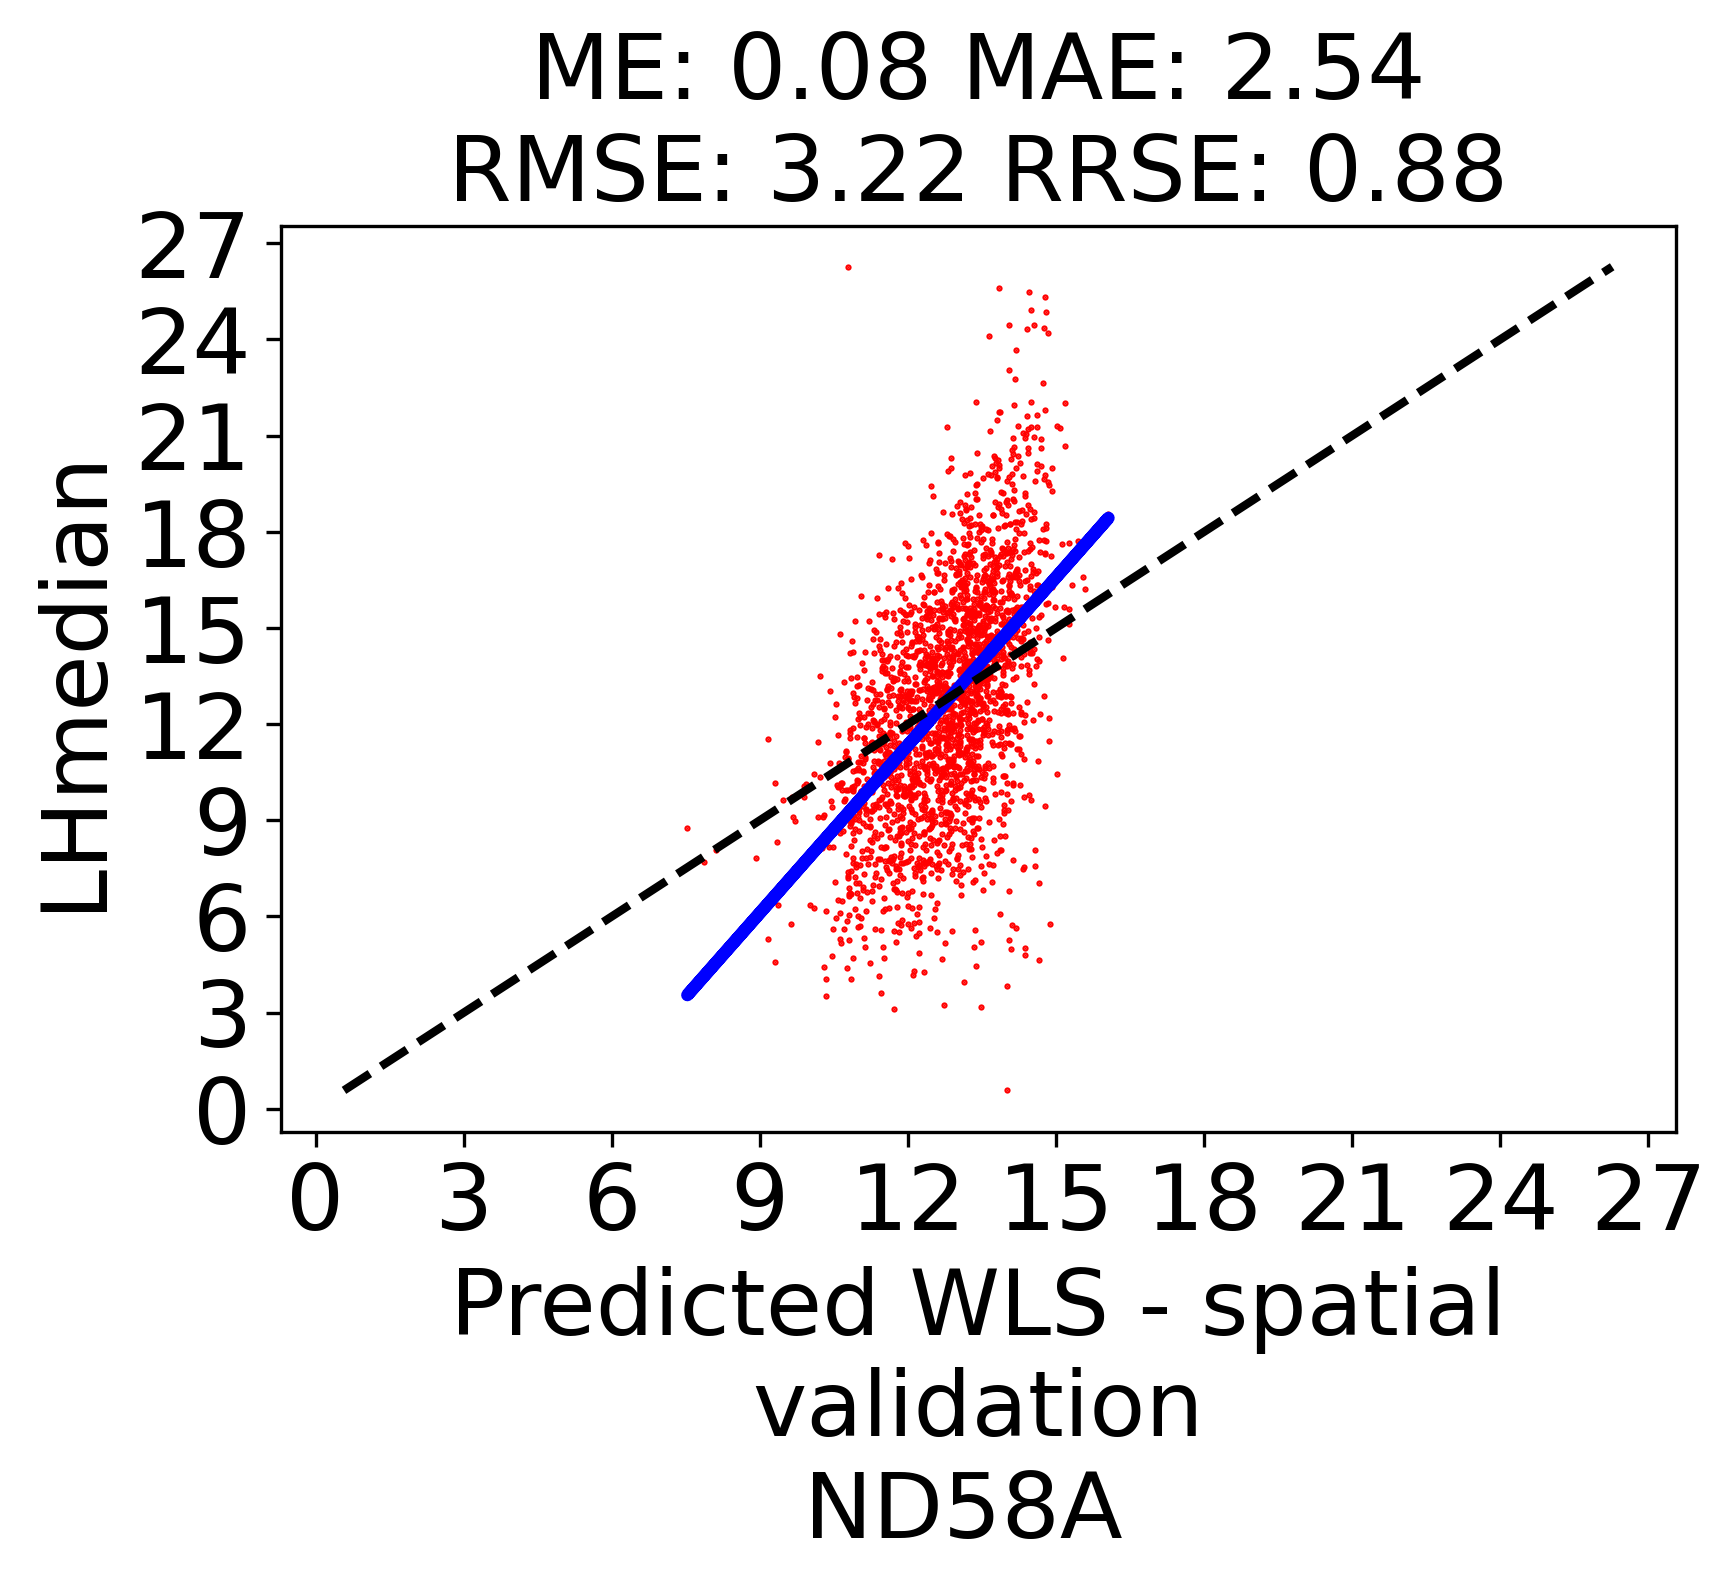 ME: 0.08 MAE: 2.54
RMSE: 3.22 RRSE: 0.88
27
24
21
18
15
12
9
6
3
0
LHmedian
0 3 6 9 12 15 18 21 24 27
Predicted WLS - spatial
validation
ND58A